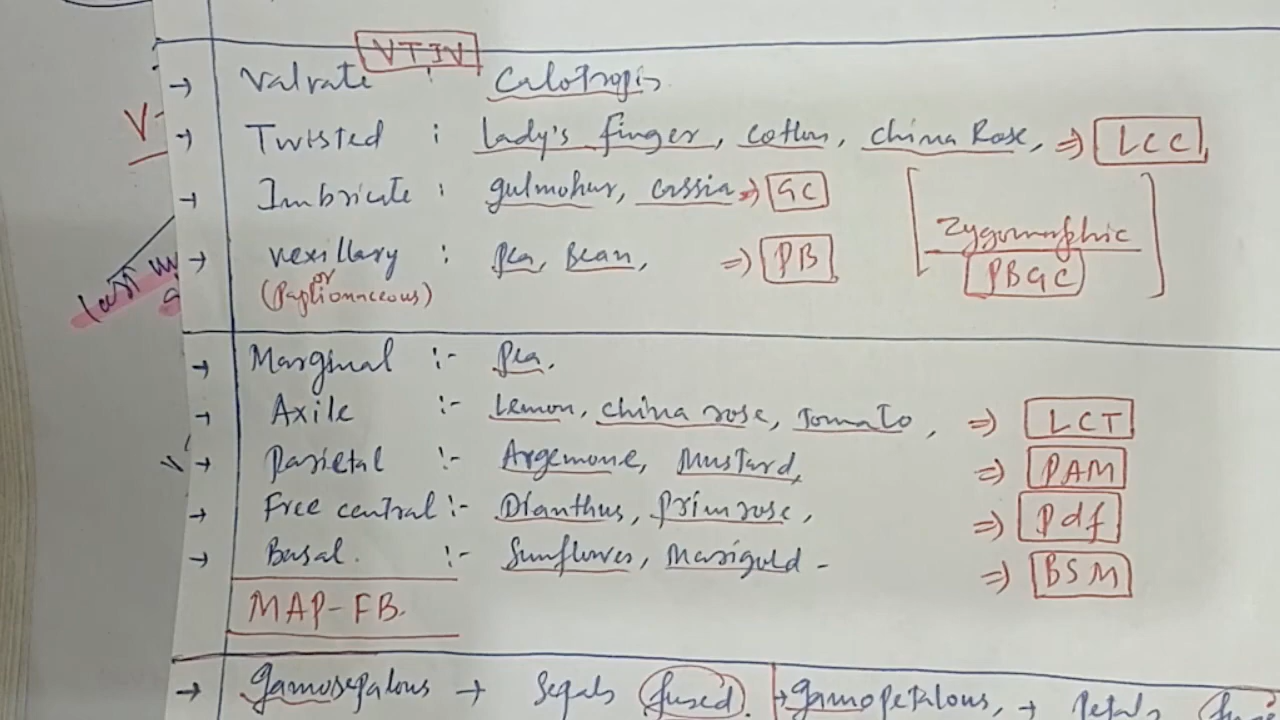 VTIV
→ Valvate : Calotropis
V-
→ Twisted : lady's finger, cotton, china Rose, ⇒ LCC
→ Imbricate : gulmohur, cassia ⇒ GC
Zygomorphic
→ vexillary : Pea, Bean, ⇒ PB
PBGC
or
(Paplionaceous)
last
→ Marginal :- Pea.
→ Axile :- Lemon, china rose, Tomato, ⇒ LCT
→ Parietal :- Argemone, Mustard, ⇒ PAM
→ Free central :- Dianthus, primrose, ⇒ Pdf
→ Basal. :- Sunflower, Marigold - ⇒ BSM
MAP-FB.
→ Gamosepalous → Sepals fused. → gamopetalous, → Petals